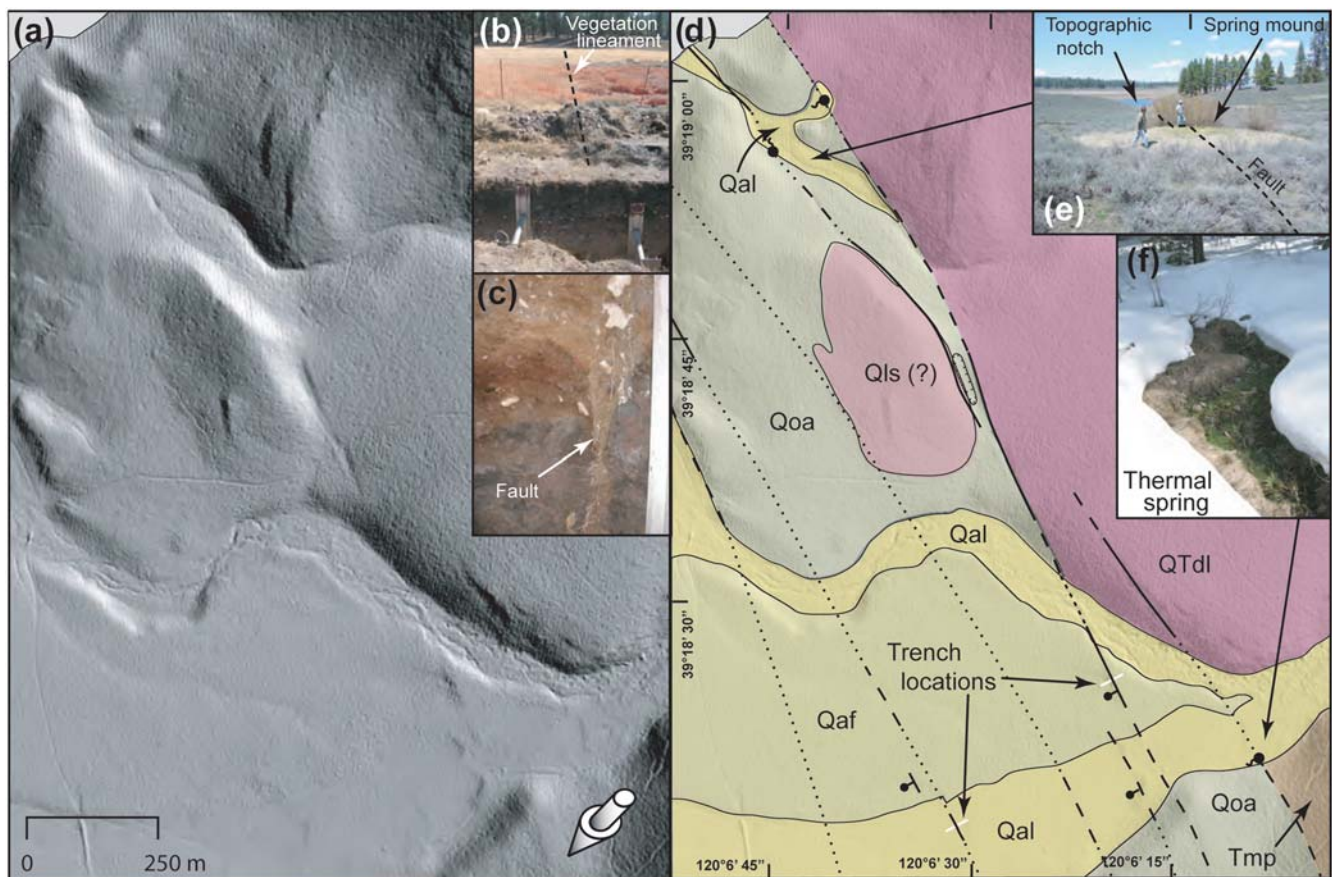 (a)
0
250 m
(b)
Vegetation
lineament
(c)
Fault
(d)
39°19' 00"
39°18' 45"
39°18' 30"
Qal
Qls (?)
Qoa
Qal
QTdl
Trench
locations
Qaf
Qal
Qoa
Tmp
120°6' 45"
120°6' 30"
120°6' 15"
Topographic
notch
Spring mound
Fault
(e)
(f)
Thermal
spring